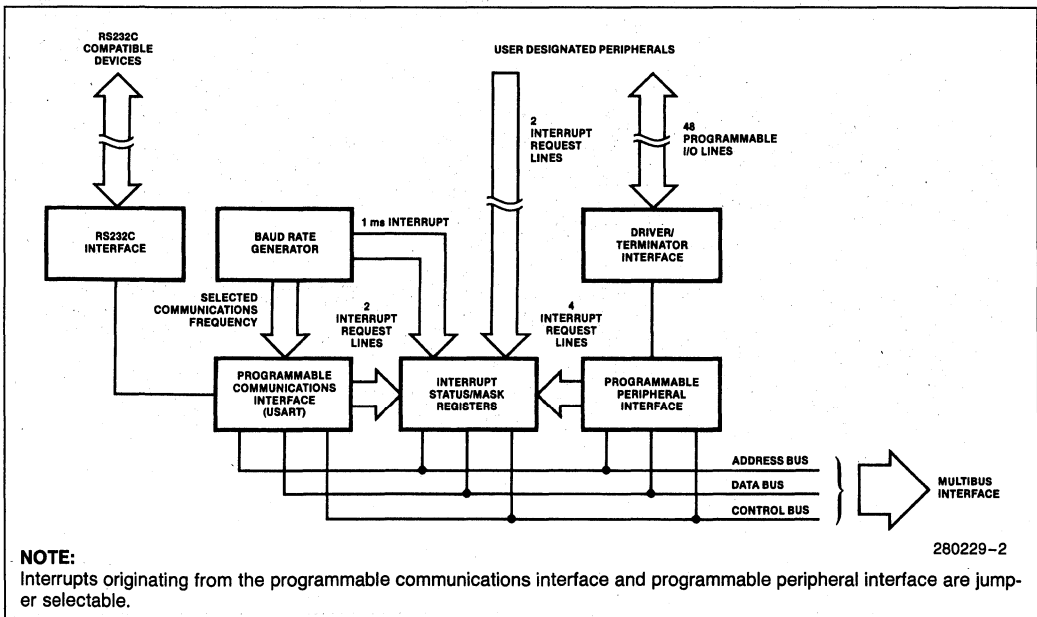 RS232C
COMPATIBLE
DEVICES
USER DESIGNATED PERIPHERALS
2
INTERRUPT
REQUEST
LINES
48
PROGRAMMABLE
I/O LINES
RS232C
INTERFACE
BAUD RATE
GENERATOR
1 ms INTERRUPT
DRIVER/
TERMINATOR
INTERFACE
SELECTED
COMMUNICATIONS
FREQUENCY
2
INTERRUPT
REQUEST
LINES
4
INTERRUPT
REQUEST
LINES
PROGRAMMABLE
COMMUNICATIONS
INTERFACE
(USART)
INTERRUPT
STATUS/MASK
REGISTERS
PROGRAMMABLE
PERIPHERAL
INTERFACE
ADDRESS BUS
DATA BUS
CONTROL BUS
MULTIBUS
INTERFACE
280229-2
NOTE:
Interrupts originating from the programmable communications interface and programmable peripheral interface are jump-
er selectable.